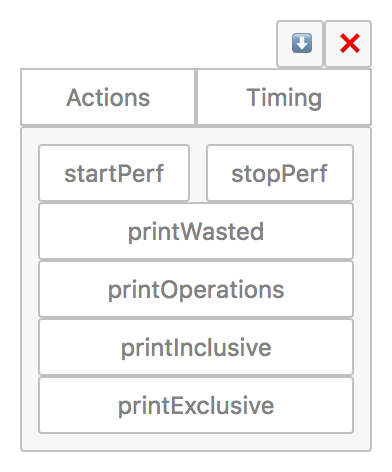 Actions Timing
startPerf stopPerf
printWasted
printOperations
printInclusive
printExclusive